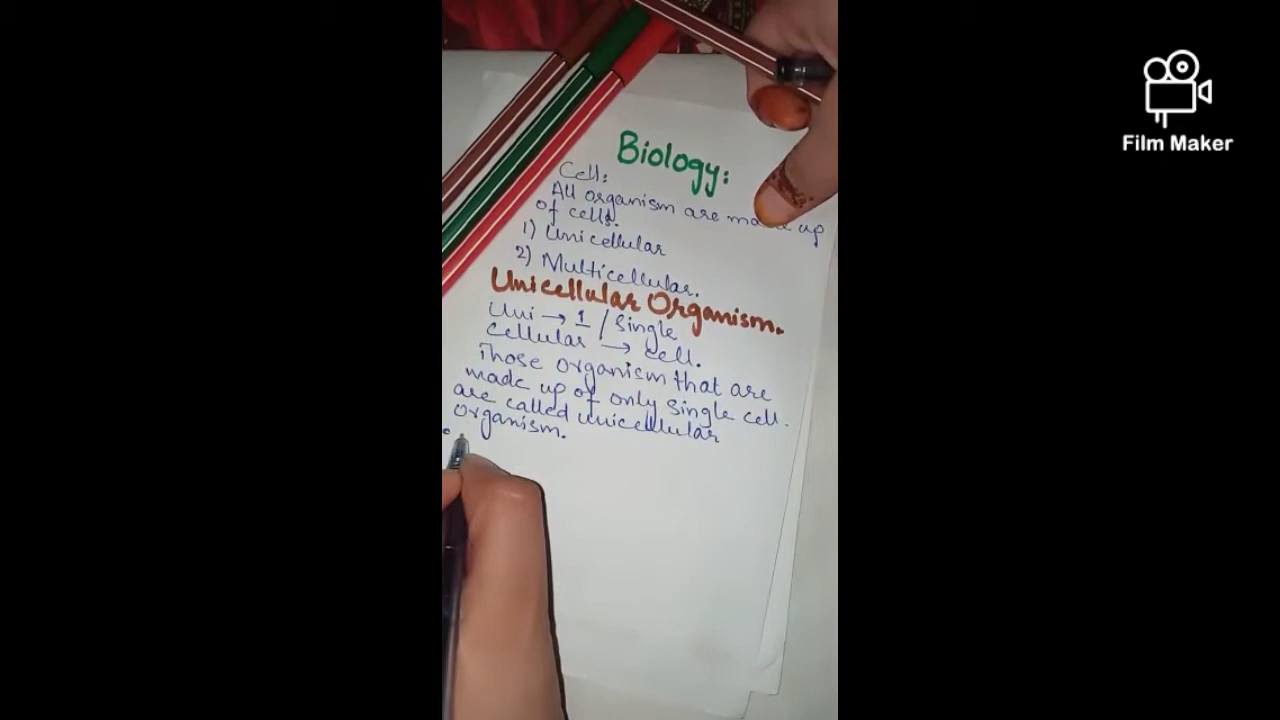 Biology:
Cell:
All organism are made up
of cells.
1) Unicellular
2) Multicellular.
Unicellular Organism.
Uni → 1 / Single
Cellular → cell.
Those organism that are
made up of only single cell.
are called unicellular
organism.
Film Maker